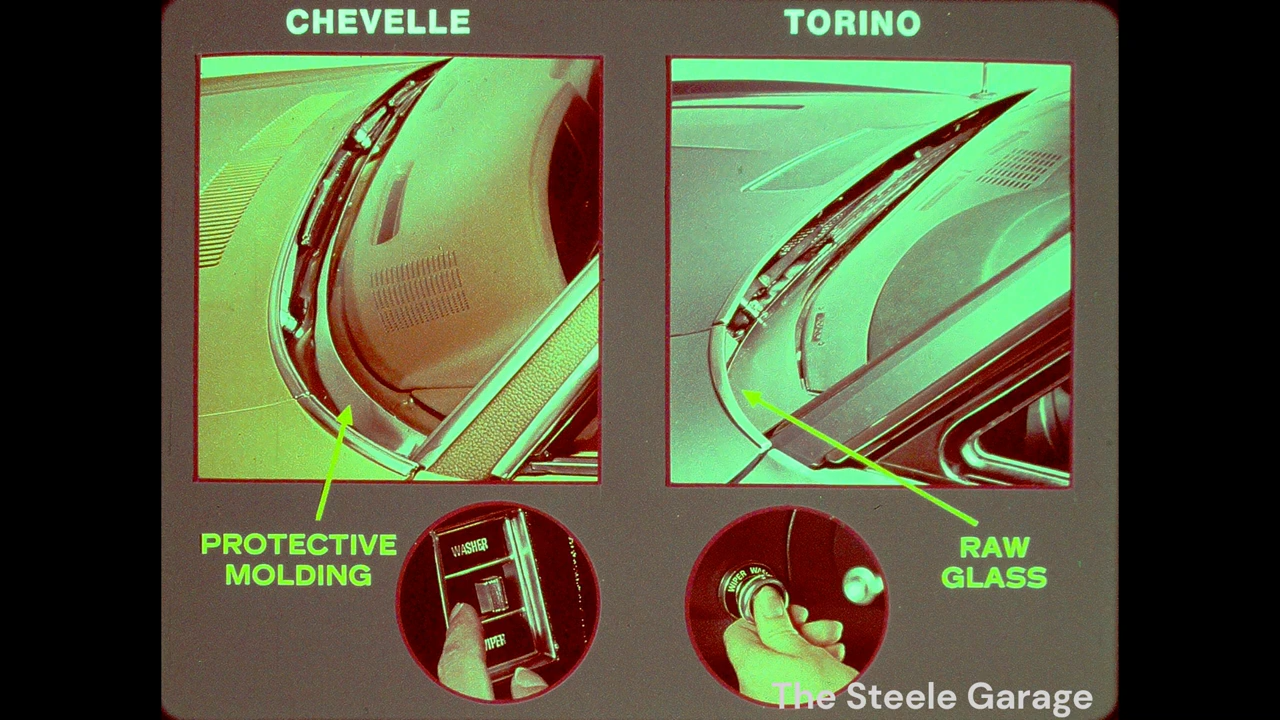 CHEVELLE
TORINO
PROTECTIVE
MOLDING
WASHER
WIPER
RAW
GLASS
The Steele Garage